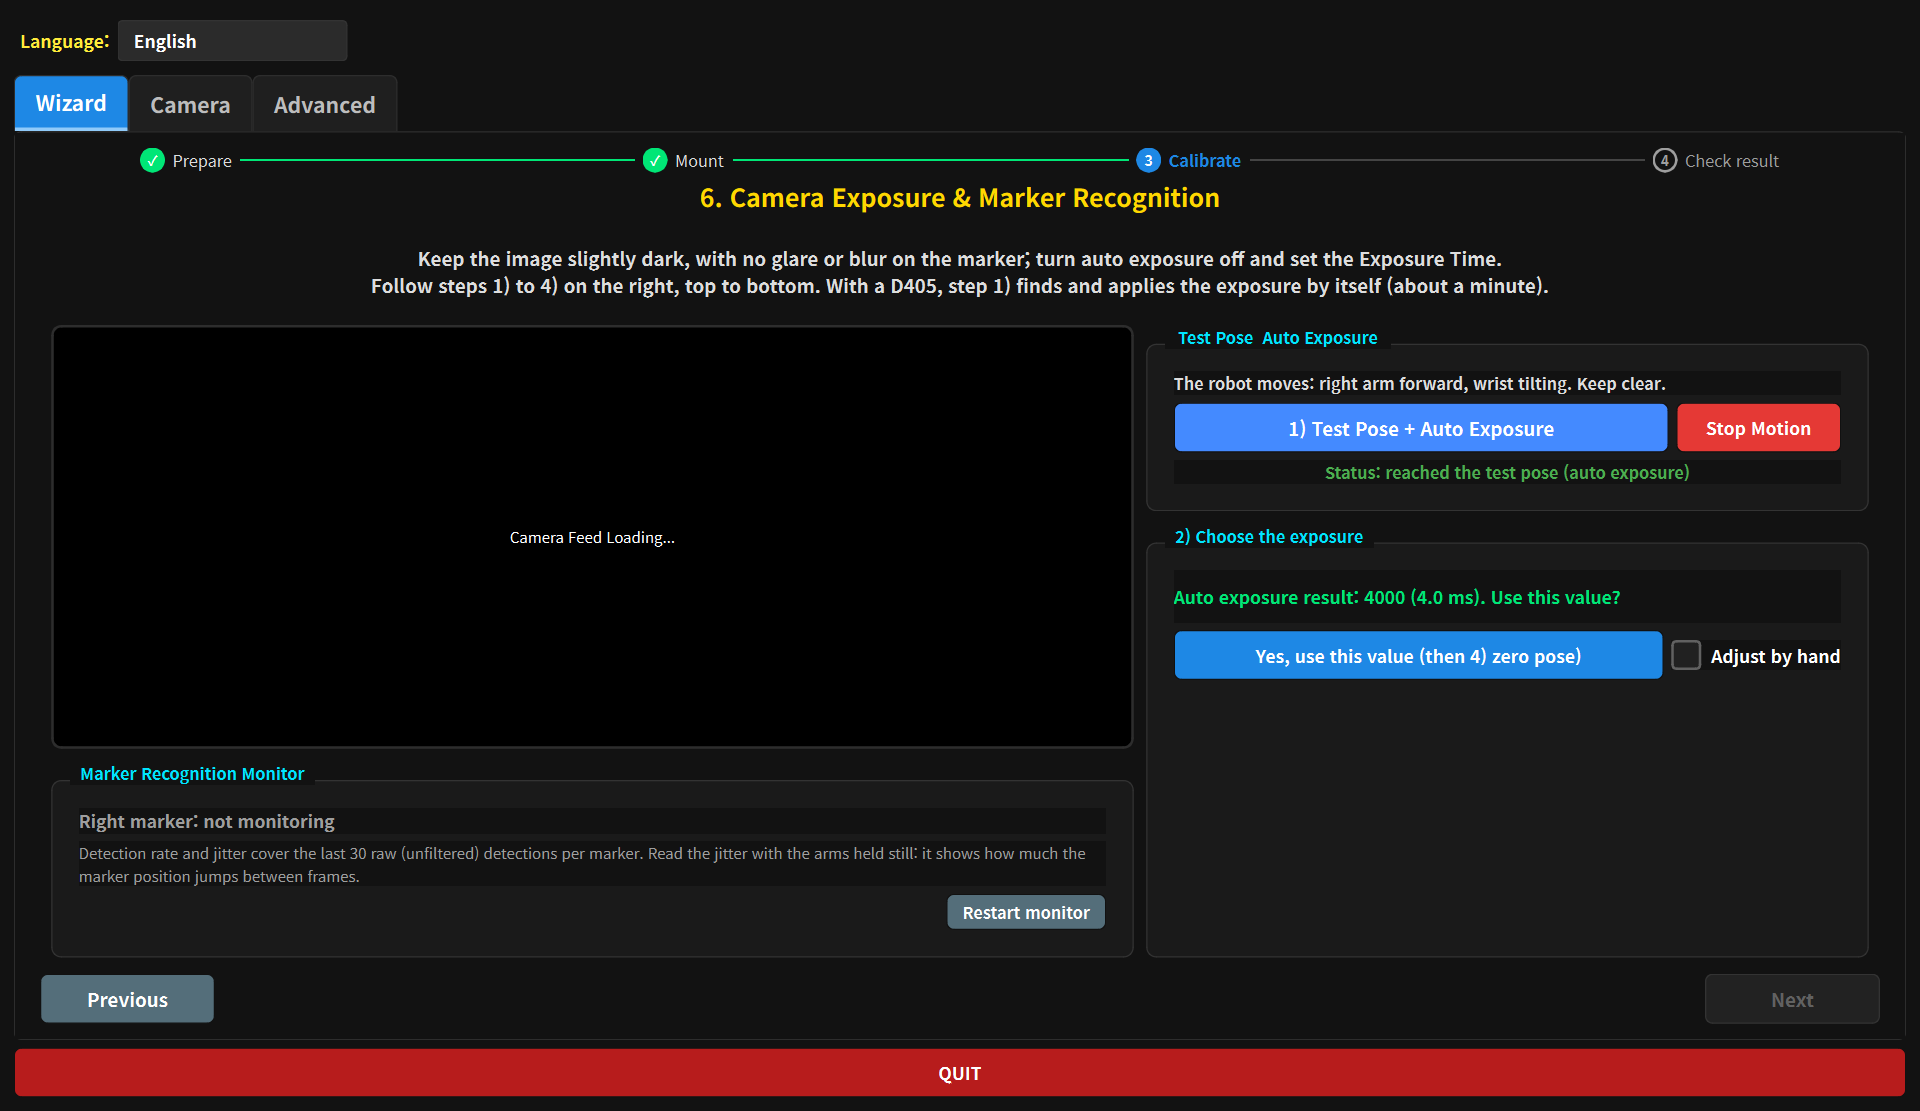 Language: English
Wizard Camera Advanced
✓ Prepare ✓ Mount 3 Calibrate 4 Check result
6. Camera Exposure & Marker Recognition
Keep the image slightly dark, with no glare or blur on the marker; turn auto exposure off and set the Exposure Time.
Follow steps 1) to 4) on the right, top to bottom. With a D405, step 1) finds and applies the exposure by itself (about a minute).
Camera Feed Loading...
Marker Recognition Monitor
Right marker: not monitoring
Detection rate and jitter cover the last 30 raw (unfiltered) detections per marker. Read the jitter with the arms held still: it shows how much the
marker position jumps between frames.
Restart monitor
Test Pose Auto Exposure
The robot moves: right arm forward, wrist tilting. Keep clear.
1) Test Pose + Auto Exposure Stop Motion
Status: reached the test pose (auto exposure)
2) Choose the exposure
Auto exposure result: 4000 (4.0 ms). Use this value?
Yes, use this value (then 4) zero pose) Adjust by hand
Previous Next
QUIT